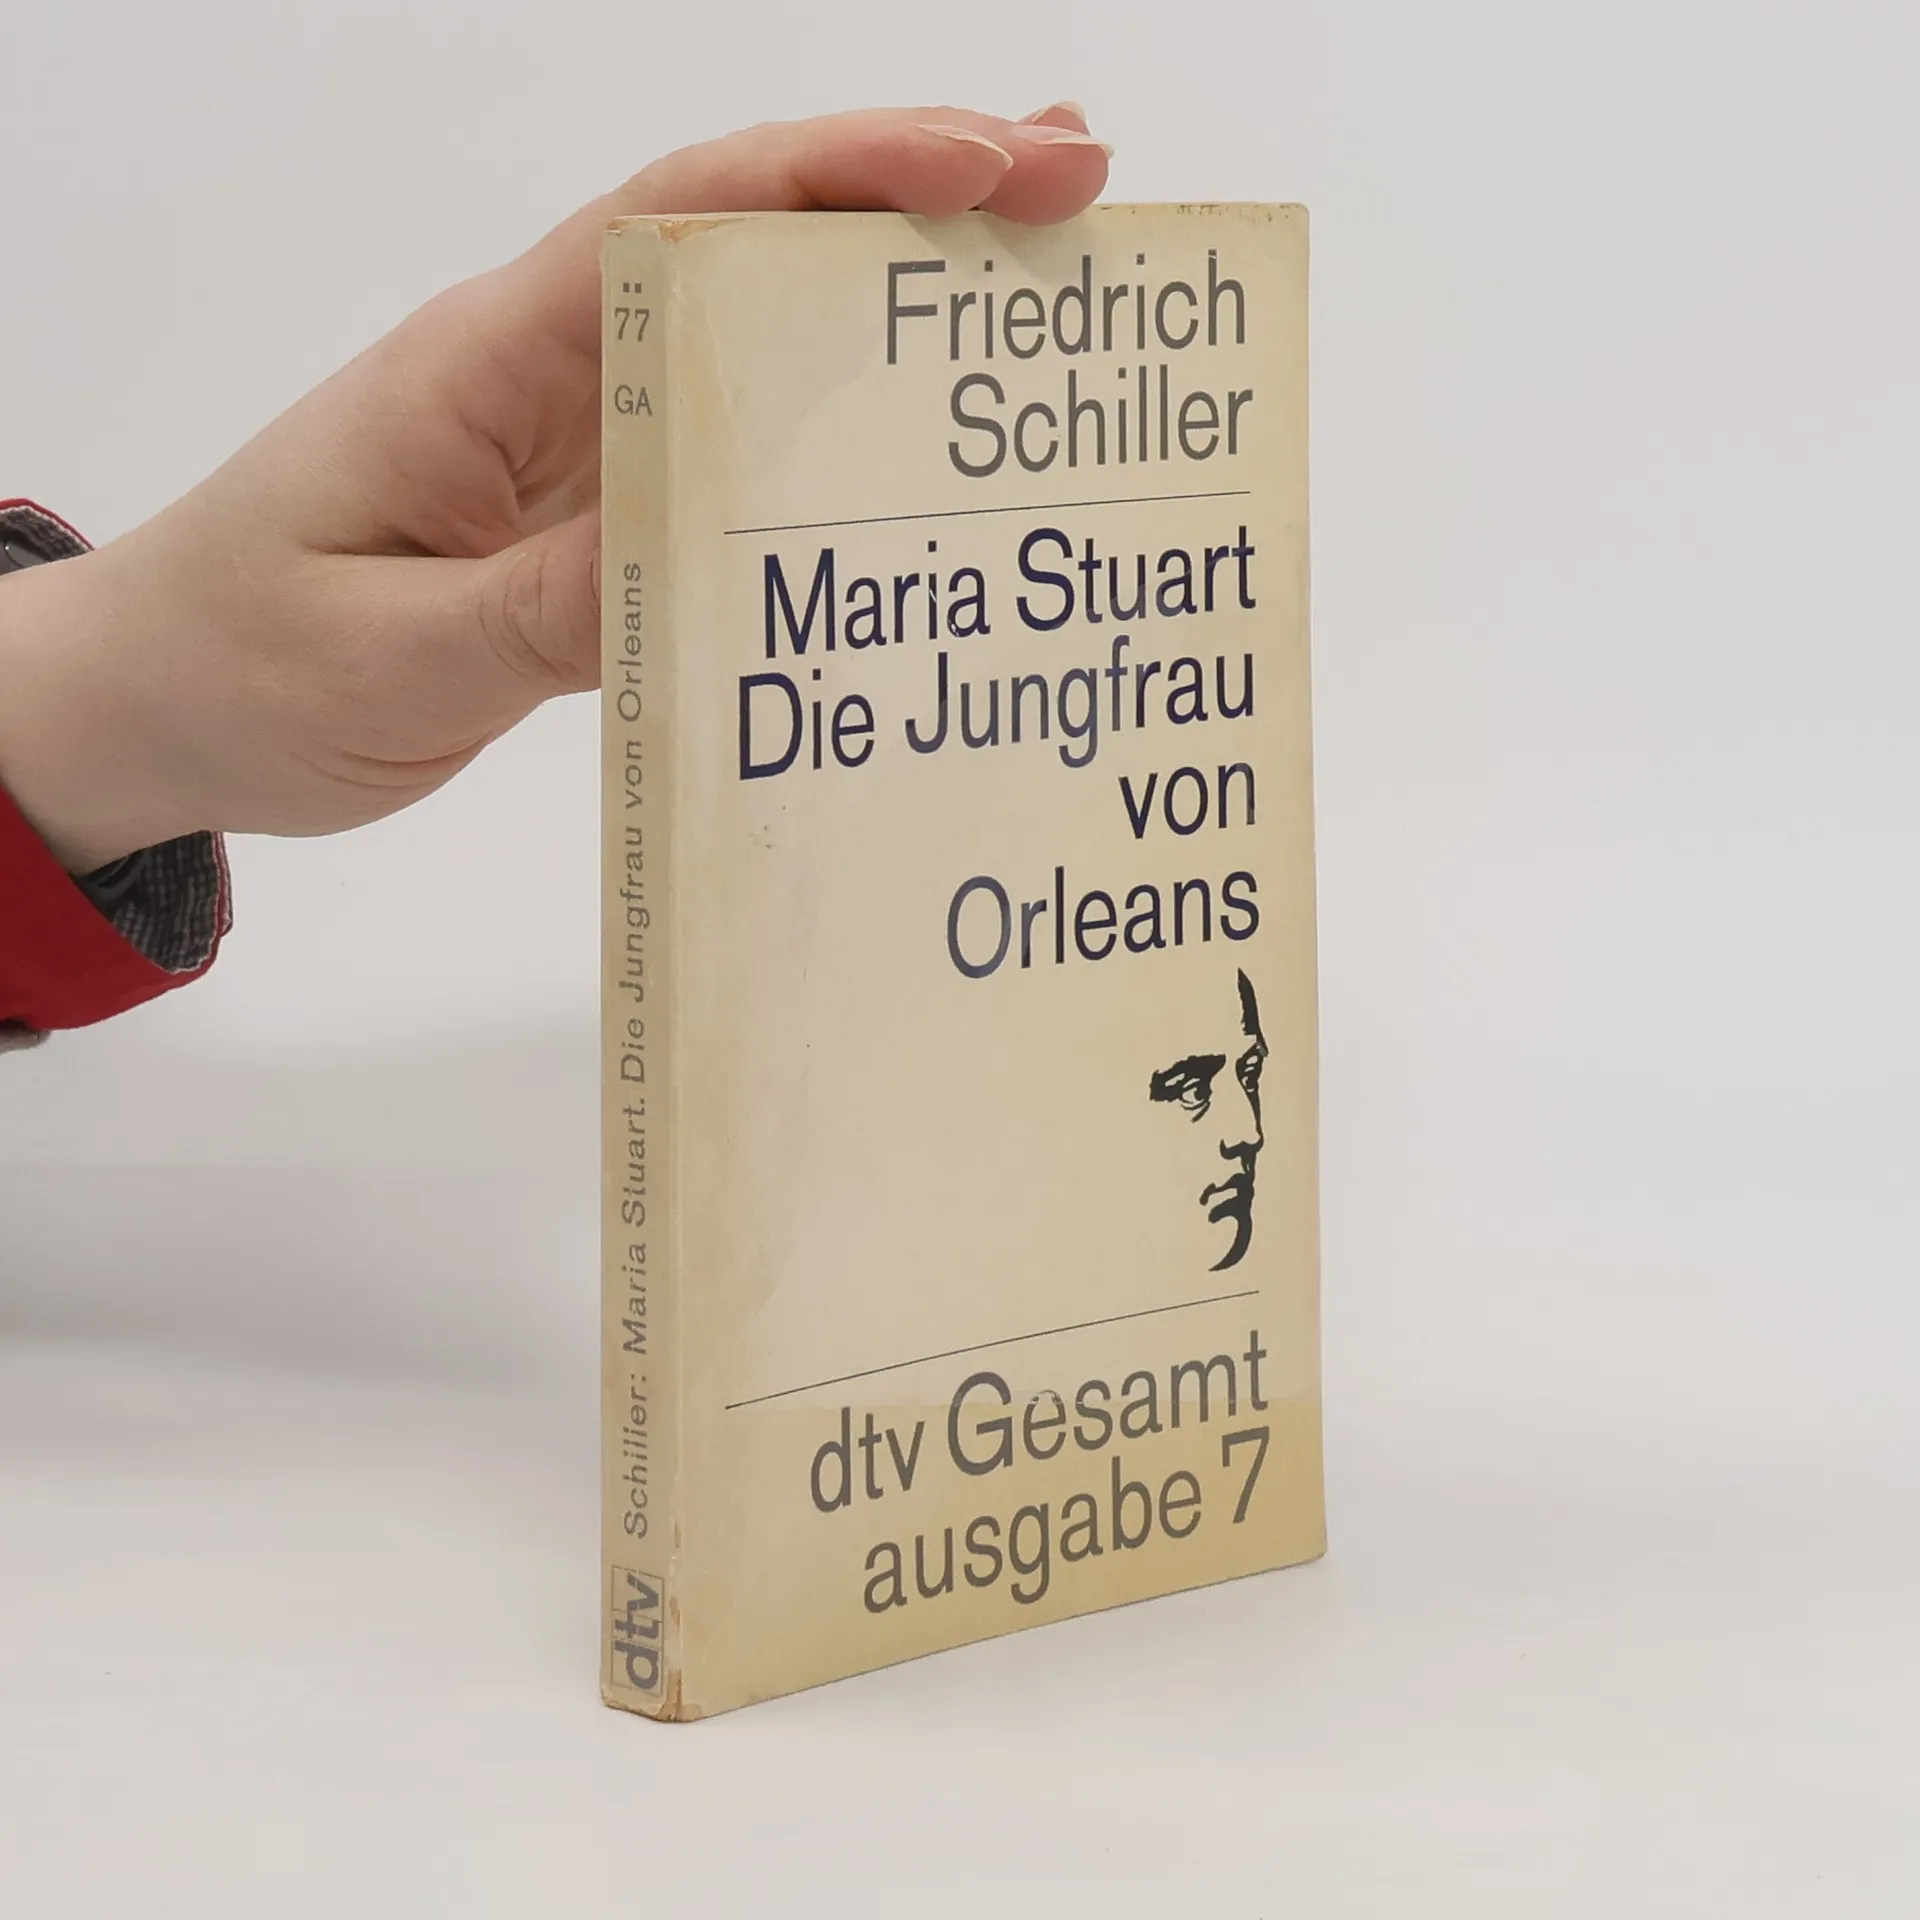 Friedrich
Schiller
Maria Stuart
Die Jungfrau
von
Orleans
dtv Gesamt
ausgabe 7
77
GA
Schiller: Maria Stuart. Die Jungfrau von Orleans
dtv